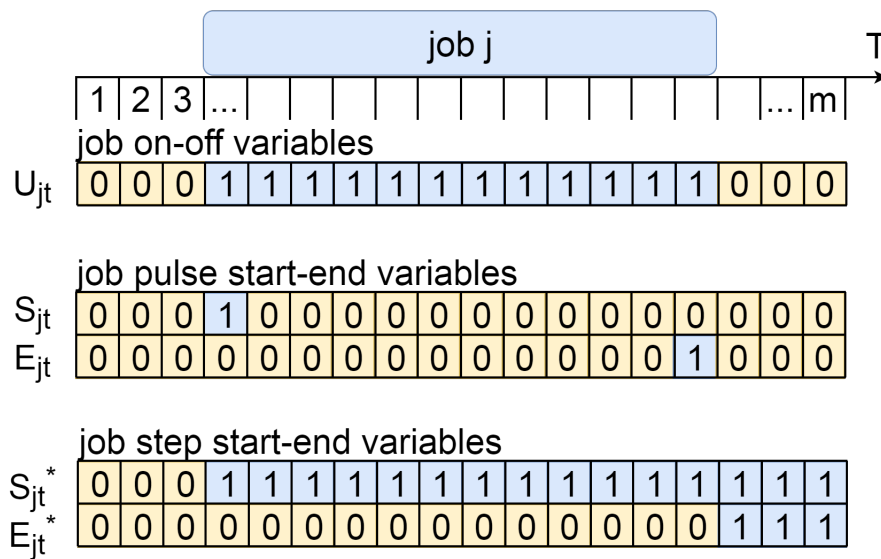 job j
T
1 2 3 ... ... m
job on-off variables
U_jt 0 0 0 1 1 1 1 1 1 1 1 1 1 1 1 0 0 0
job pulse start-end variables
S_jt 0 0 0 1 0 0 0 0 0 0 0 0 0 0 0 0 0 0
E_jt 0 0 0 0 0 0 0 0 0 0 0 0 0 0 1 0 0 0
job step start-end variables
S_jt* 0 0 0 1 1 1 1 1 1 1 1 1 1 1 1 1 1 1
E_jt* 0 0 0 0 0 0 0 0 0 0 0 0 0 0 0 1 1 1